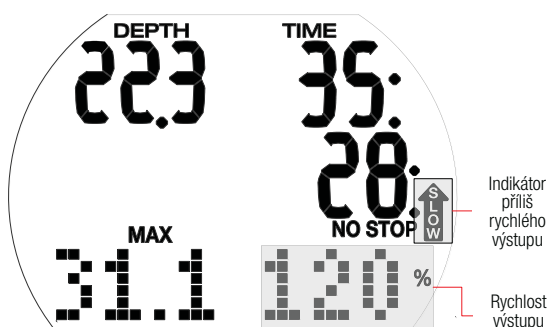 DEPTH TIME
22.3 35:
28:
NO STOP
SLOW
MAX
31.1 120 %
Indikátor
příliš
rychlého
výstupu
Rychlost
výstupu